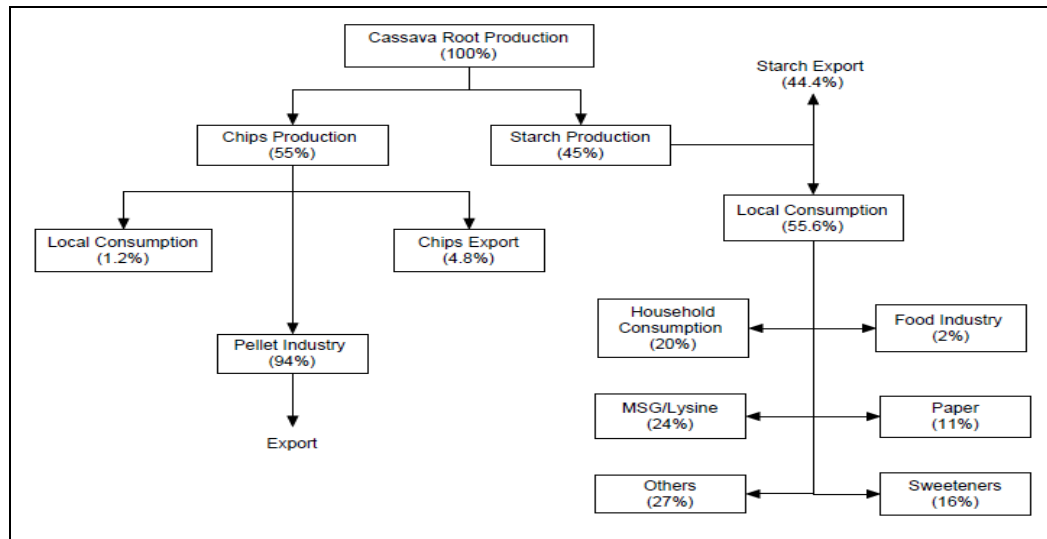 Cassava Root Production
(100%)
Starch Export
(44.4%)
Chips Production
(55%)
Starch Production
(45%)
Local Consumption
(1.2%)
Chips Export
(4.8%)
Local Consumption
(55.6%)
Household
Consumption
(20%)
Food Industry
(2%)
Pellet Industry
(94%)
MSG/Lysine
(24%)
Paper
(11%)
Export
Others
(27%)
Sweeteners
(16%)